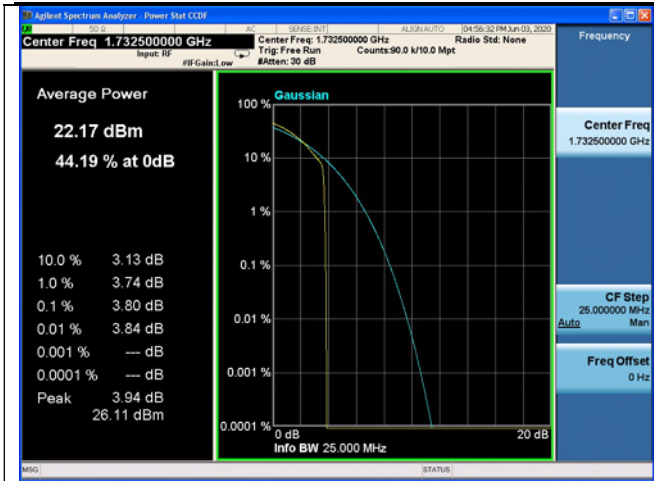 Agilent Spectrum Analyzer - Power Stat CCDF
50 Ω AC SENSE:INT ALIGN AUTO 04:56:32 PM Jun 03, 2020
Center Freq 1.732500000 GHz
Input: RF
#IFGain:Low
Center Freq: 1.732500000 GHz
Radio Std: None
Trig: Free Run
Counts:90.0 k/10.0 Mpt
#Atten: 30 dB
Frequency
Average Power
22.17 dBm
44.19 % at 0dB
10.0 % 3.13 dB
1.0 % 3.74 dB
0.1 % 3.80 dB
0.01 % 3.84 dB
0.001 % --- dB
0.0001 % --- dB
Peak 3.94 dB
26.11 dBm
Gaussian
100 %
10 %
1 %
0.1 %
0.01 %
0.001 %
0.0001 %
0 dB
20 dB
Info BW 25.000 MHz
Center Freq
1.732500000 GHz
CF Step
25.000000 MHz
Auto Man
Freq Offset
0 Hz
MSG
STATUS